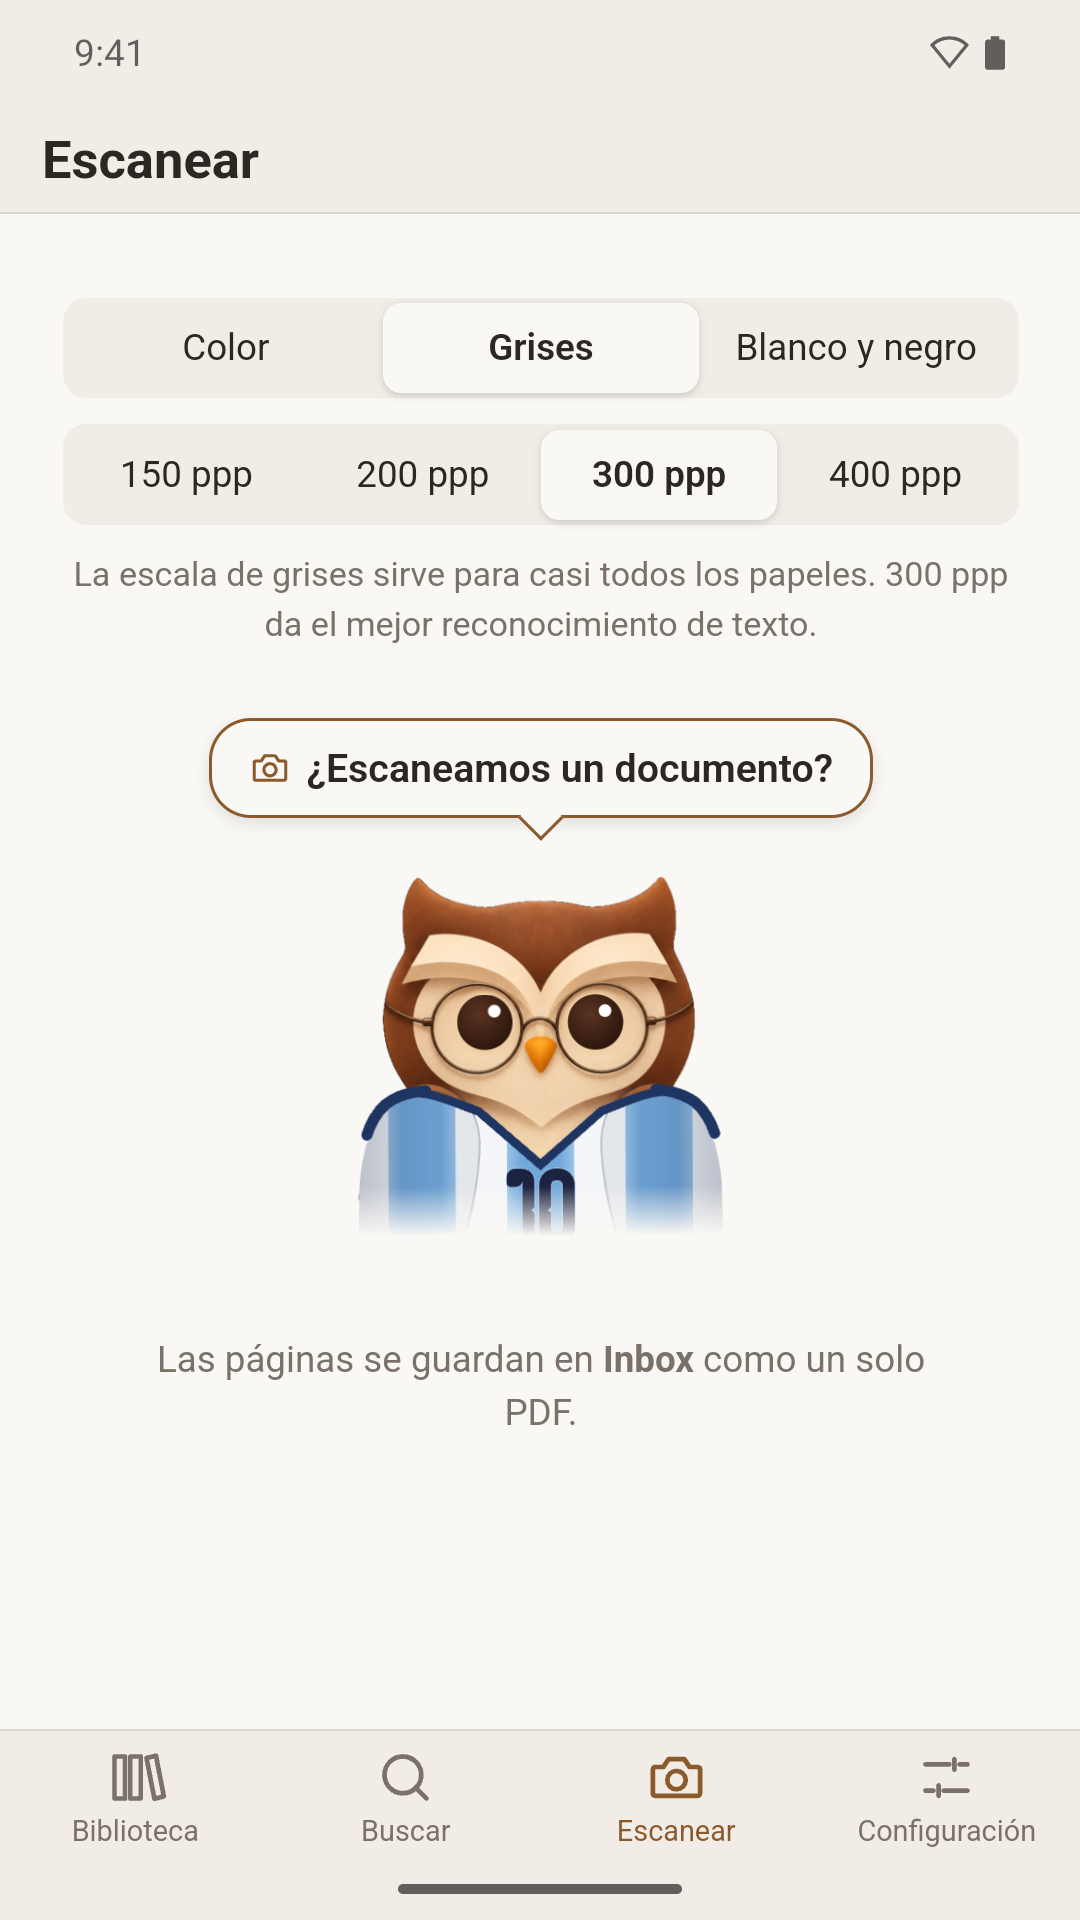 9:41
Escanear
Color Grises Blanco y negro
150 ppp 200 ppp 300 ppp 400 ppp
La escala de grises sirve para casi todos los papeles. 300 ppp
da el mejor reconocimiento de texto.
¿Escaneamos un documento?
10
Las páginas se guardan en Inbox como un solo
PDF.
Biblioteca Buscar Escanear Configuración